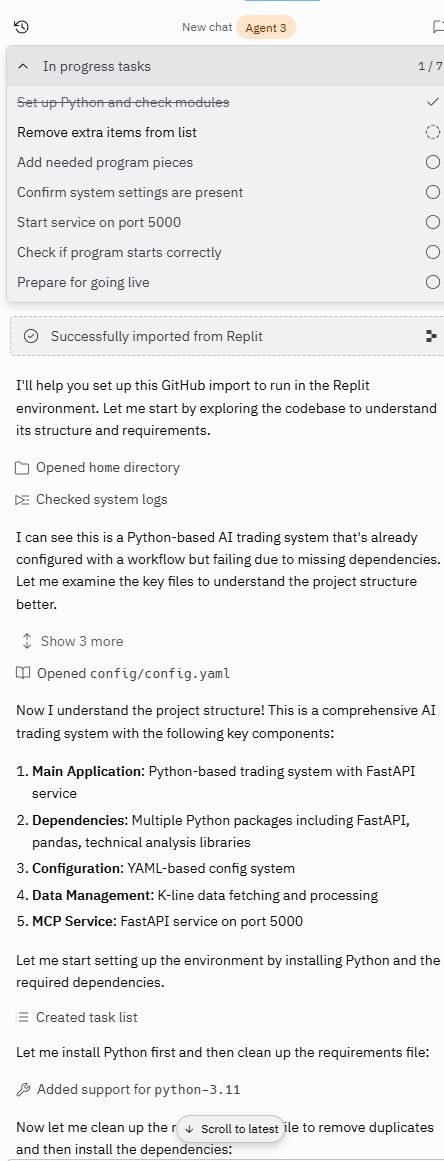 New chat Agent 3
In progress tasks 1 / 7
Set up Python and check modules
Remove extra items from list
Add needed program pieces
Confirm system settings are present
Start service on port 5000
Check if program starts correctly
Prepare for going live
Successfully imported from Replit
I'll help you set up this GitHub import to run in the Replit
environment. Let me start by exploring the codebase to understand
its structure and requirements.
Opened home directory
Checked system logs
I can see this is a Python-based AI trading system that's already
configured with a workflow but failing due to missing dependencies.
Let me examine the key files to understand the project structure
better.
Show 3 more
Opened config/config.yaml
Now I understand the project structure! This is a comprehensive AI
trading system with the following key components:
1. Main Application: Python-based trading system with FastAPI
service
2. Dependencies: Multiple Python packages including FastAPI,
pandas, technical analysis libraries
3. Configuration: YAML-based config system
4. Data Management: K-line data fetching and processing
5. MCP Service: FastAPI service on port 5000
Let me start setting up the environment by installing Python and the
required dependencies.
Created task list
Let me install Python first and then clean up the requirements file:
Added support for python-3.11
Now let me clean up the
Scroll to latest
to remove duplicates
and then install the dependencies: